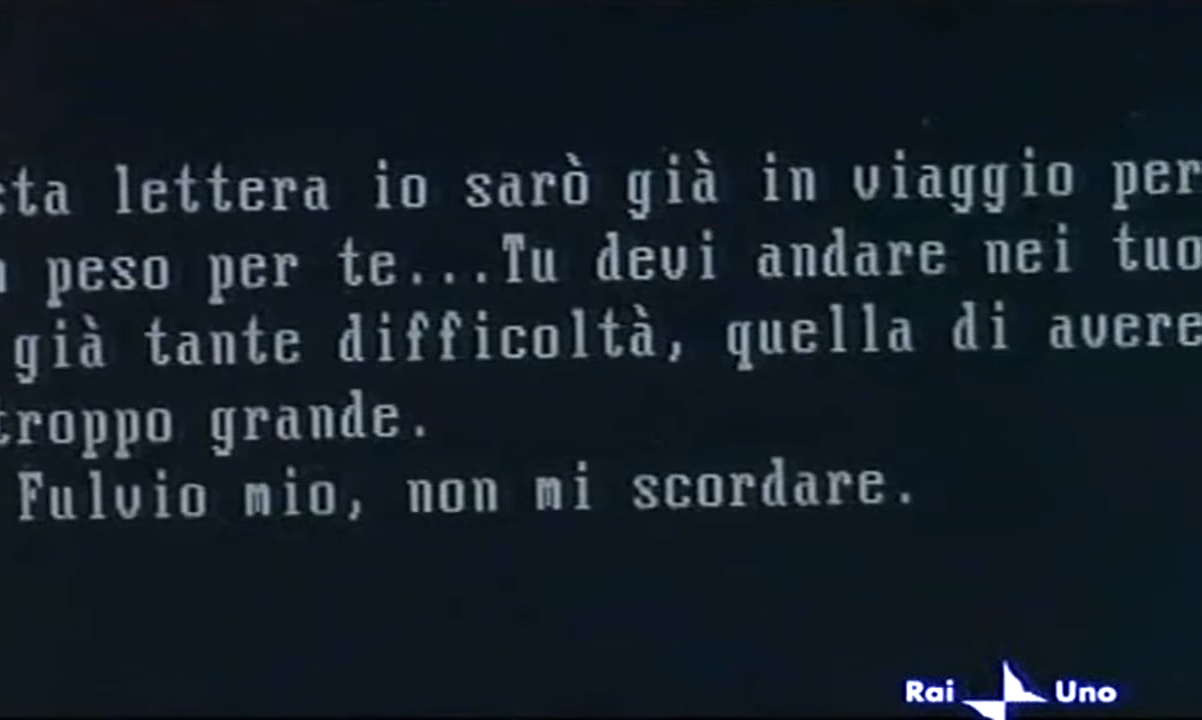 sta lettera io sarò già in viaggio per
peso per te...Tu devi andare nei tuo
già tante difficoltà, quella di avere
troppo grande.
Fulvio mio, non mi scordare.
Rai Uno